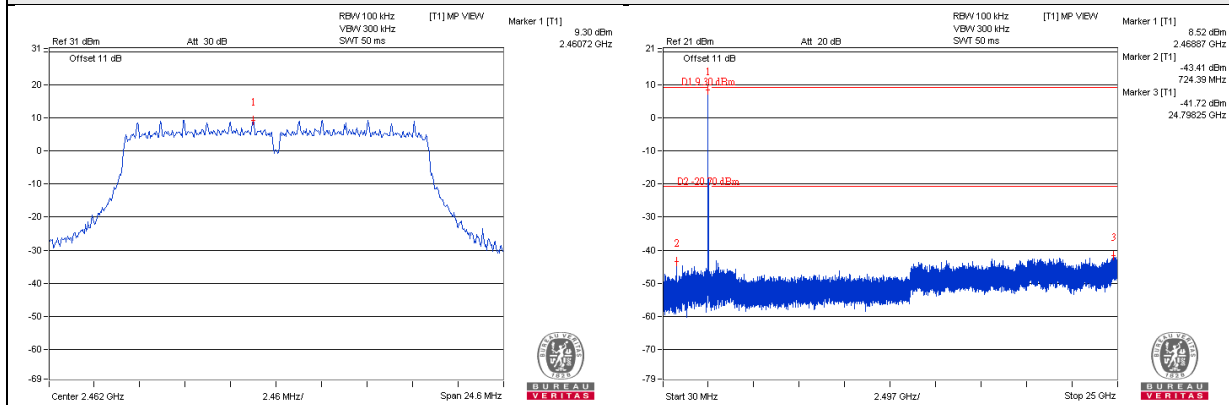 RBW 100 kHz [T1] MP VIEW
VBW 300 kHz
Ref 31 dBm Att 30 dB SWT 50 ms
Marker 1 [T1]
9.30 dBm
2.46072 GHz
Offset 11 dB
31
20
10
0
-10
-20
-30
-40
-50
-60
-69
1
Center 2.462 GHz 2.46 MHz/ Span 24.6 MHz
1828
BUREAU
VERITAS
RBW 100 kHz [T1] MP VIEW
VBW 300 kHz
Ref 21 dBm Att 20 dB SWT 50 ms
Marker 1 [T1]
8.52 dBm
2.46887 GHz
Marker 2 [T1]
-43.41 dBm
724.39 MHz
Marker 3 [T1]
-41.72 dBm
24.79825 GHz
Offset 11 dB
21
10
0
-10
-20
-30
-40
-50
-60
-70
-79
1
D1 9.30 dBm
D2 -20.70 dBm
2
3
Start 30 MHz 2.497 GHz/ Stop 25 GHz
1828
BUREAU
VERITAS